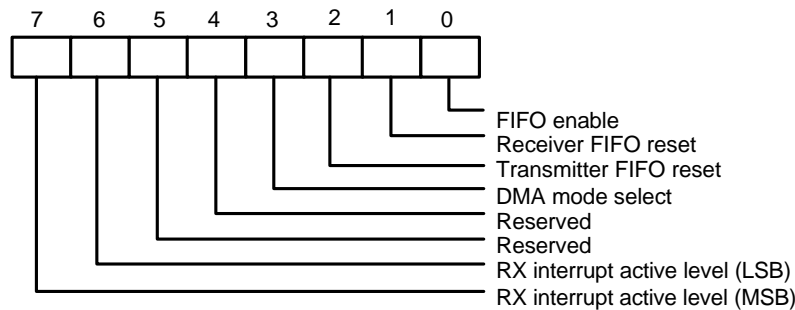 7 6 5 4 3 2 1 0
FIFO enable
Receiver FIFO reset
Transmitter FIFO reset
DMA mode select
Reserved
Reserved
RX interrupt active level (LSB)
RX interrupt active level (MSB)